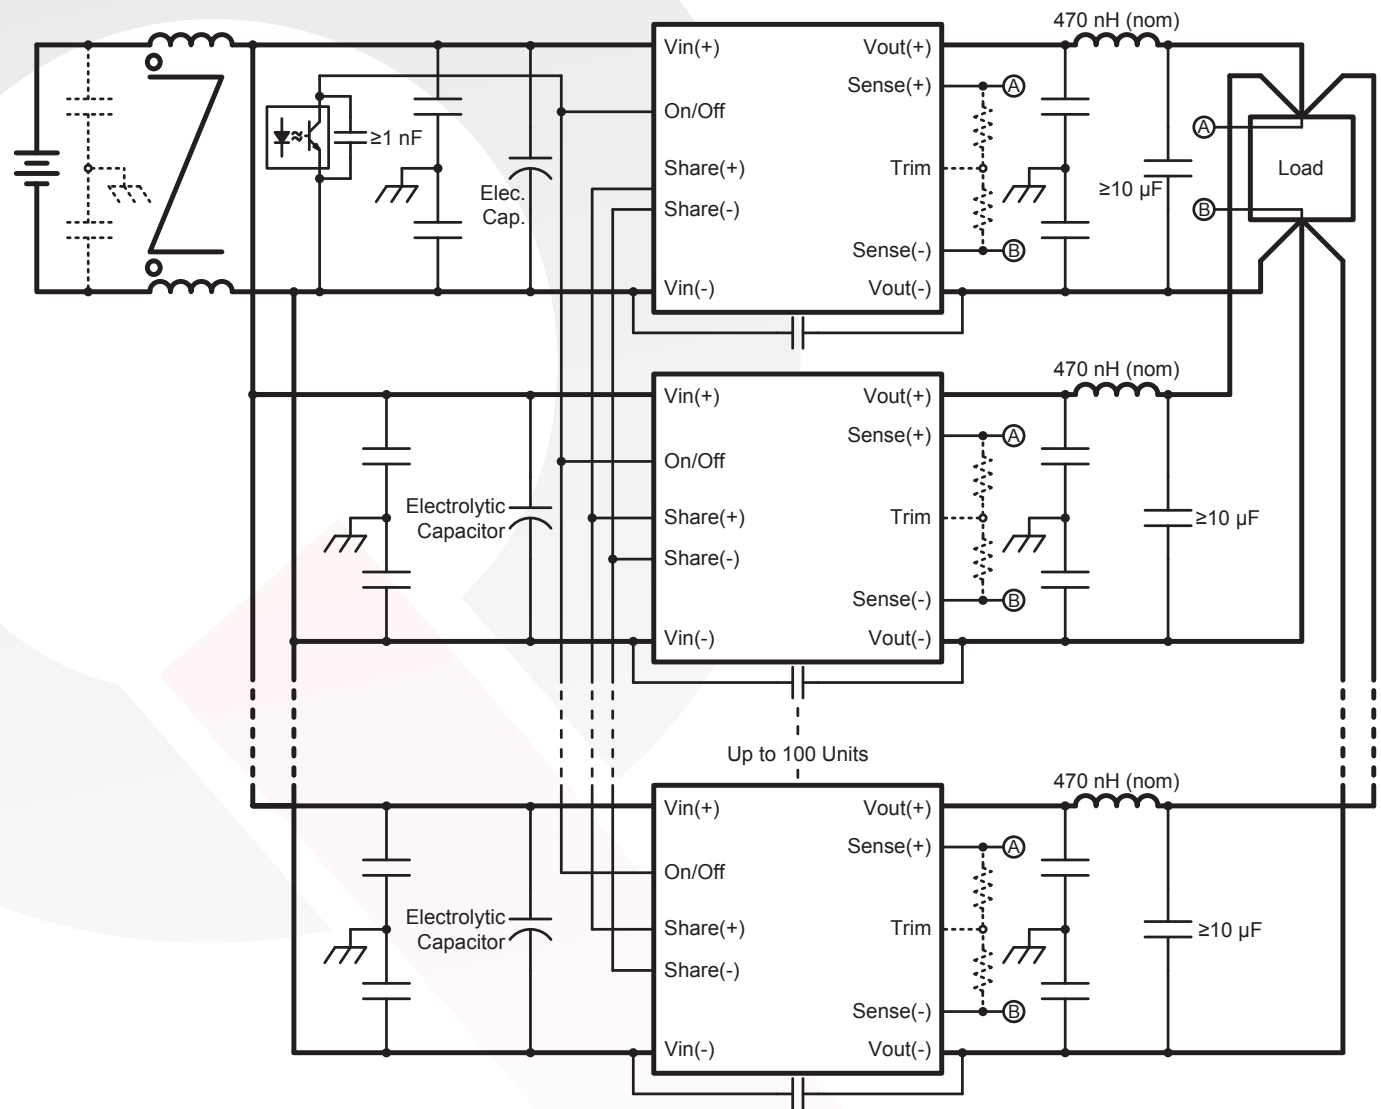 470 nH (nom)
Vin(+)
Vout(+)
Sense(+)
A
On/Off
A
≥1 nF
Share(+)
Trim
Load
Elec.
Cap.
≥10 µF
Share(-)
B
Sense(-)
B
Vin(-)
Vout(-)
470 nH (nom)
Vin(+)
Vout(+)
Sense(+)
A
On/Off
Electrolytic
Capacitor
Share(+)
Trim
≥10 µF
Share(-)
Sense(-)
B
Vin(-)
Vout(-)
Up to 100 Units
470 nH (nom)
Vin(+)
Vout(+)
Sense(+)
A
On/Off
Electrolytic
Capacitor
Share(+)
Trim
≥10 µF
Share(-)
Sense(-)
B
Vin(-)
Vout(-)